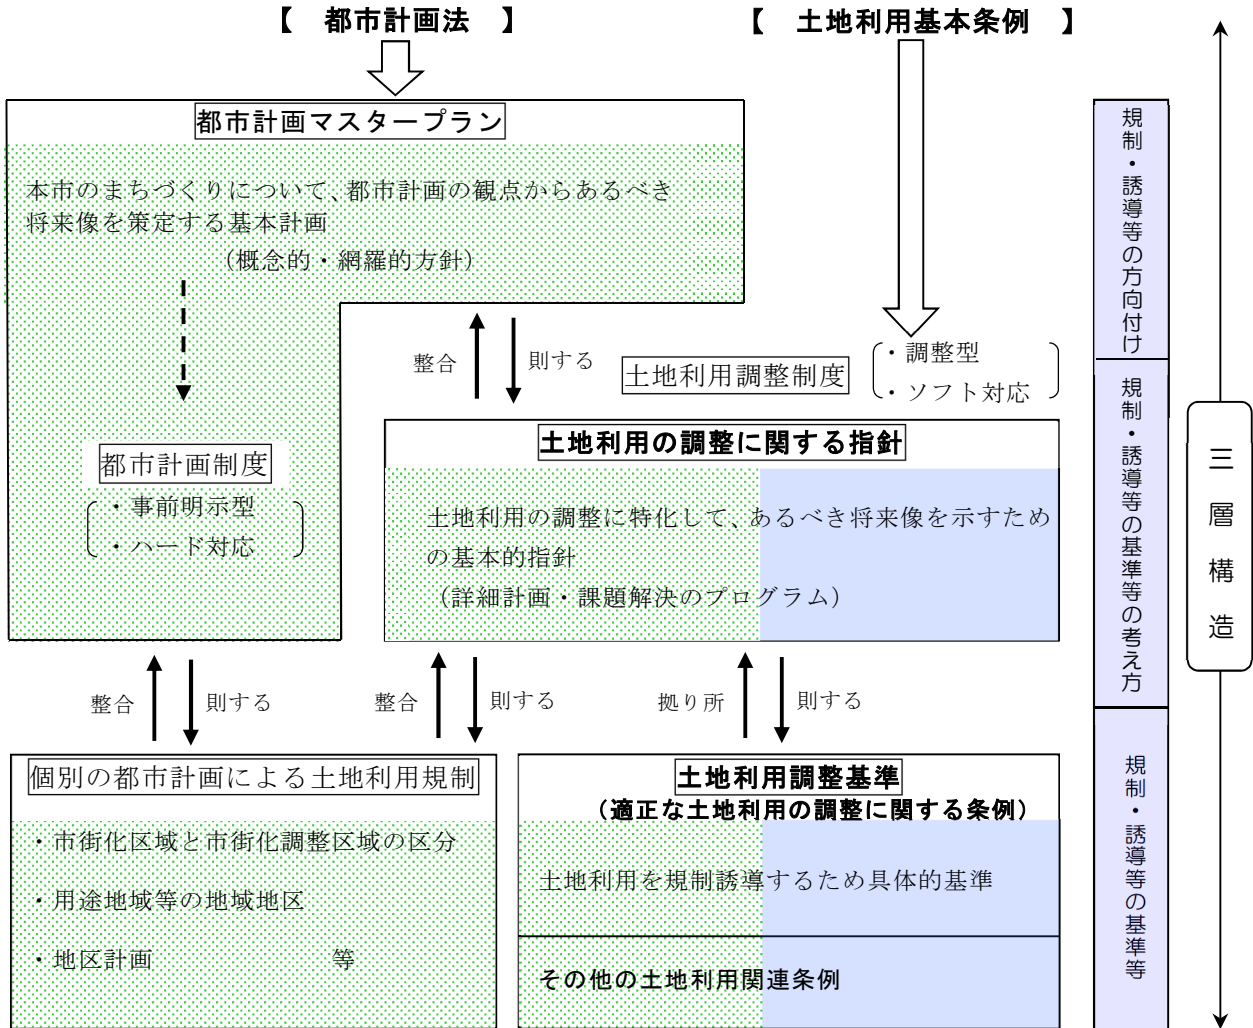 【 都市計画法 】
【 土地利用基本条例 】
都市計画マスタープラン
本市のまちづくりについて、都市計画の観点からあるべき
将来像を策定する基本計画
（概念的・網羅的方針）
整合
則する
土地利用調整制度
・調整型
・ソフト対応
都市計画制度
・事前明示型
・ハード対応
土地利用の調整に関する指針
土地利用の調整に特化して、あるべき将来像を示すため
の基本的指針
（詳細計画・課題解決のプログラム）
整合
則する
整合
則する
拠り所
則する
個別の都市計画による土地利用規制
・市街化区域と市街化調整区域の区分
・用途地域等の地域地区
・地区計画 等
土地利用調整基準
（適正な土地利用の調整に関する条例）
土地利用を規制誘導するため具体的基準
その他の土地利用関連条例
規制・誘導等の方向付け
規制・誘導等の基準等の考え方
規制・誘導等の基準等
三層構造